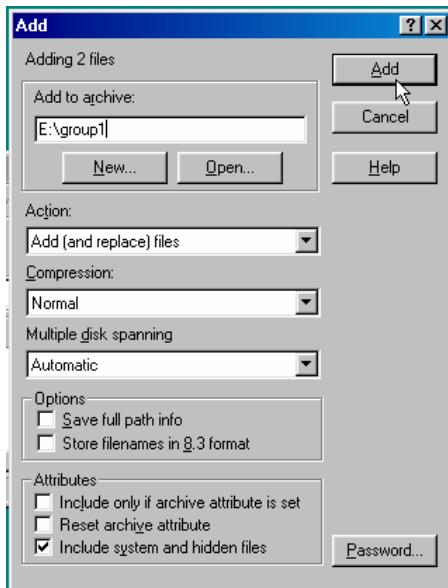 Add
Adding 2 files
Add
Add to archive:
E:\group1
Cancel
New...
Open...
Help
Action:
Add (and replace) files
Compression:
Normal
Multiple disk spanning
Automatic
Options
Save full path info
Store filenames in 8.3 format
Attributes
Include only if archive attribute is set
Reset archive attribute
Include system and hidden files
Password...